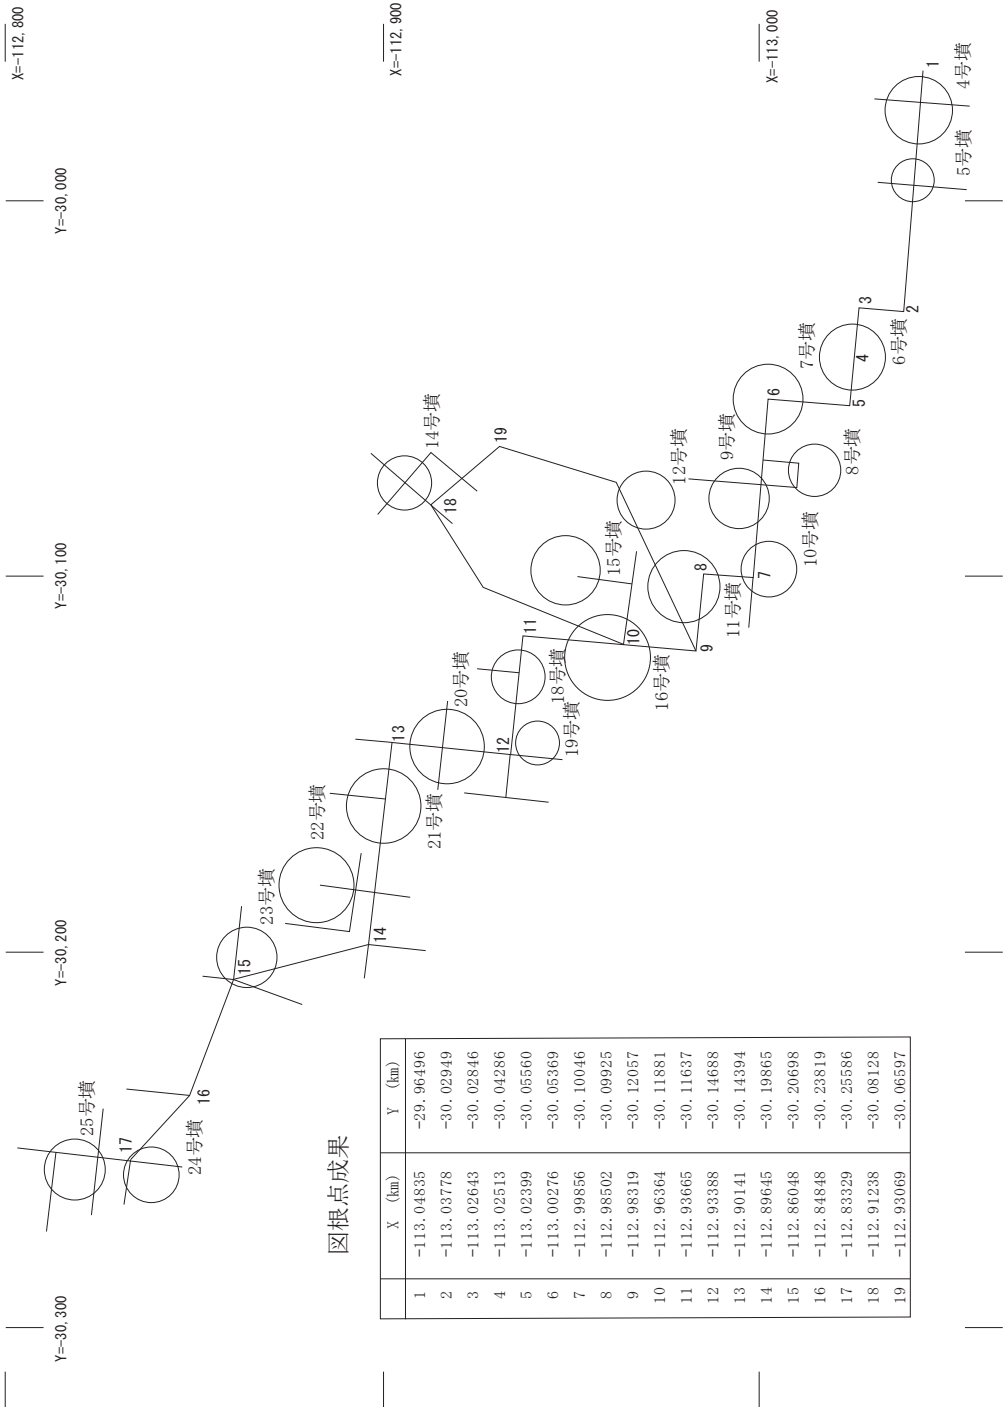 X=-112,800
X=-112,900
X=-113,000
Y=-30,000
Y=-30,100
Y=-30,200
Y=-30,300
1
4号墳
5号墳
2
3
6号墳
4
7号墳
5
6
8号墳
9号墳
7
10号墳
8
11号墳
12号墳
9
14号墳
18
19
15号墳
10
16号墳
11
18号墳
19号墳
12
20号墳
13
21号墳
22号墳
14
23号墳
15
16
17
24号墳
25号墳
図根点成果
X (km) Y (km)
1 -113.04835 -29.96496
2 -113.03778 -30.02949
3 -113.02643 -30.02846
4 -113.02513 -30.04286
5 -113.02399 -30.05560
6 -113.00276 -30.05369
7 -112.99856 -30.10046
8 -112.98502 -30.09925
9 -112.98319 -30.12057
10 -112.96364 -30.11881
11 -112.93665 -30.11637
12 -112.93388 -30.14688
13 -112.90141 -30.14394
14 -112.89645 -30.19865
15 -112.86048 -30.20698
16 -112.84848 -30.23819
17 -112.83329 -30.25586
18 -112.91238 -30.08128
19 -112.93069 -30.06597